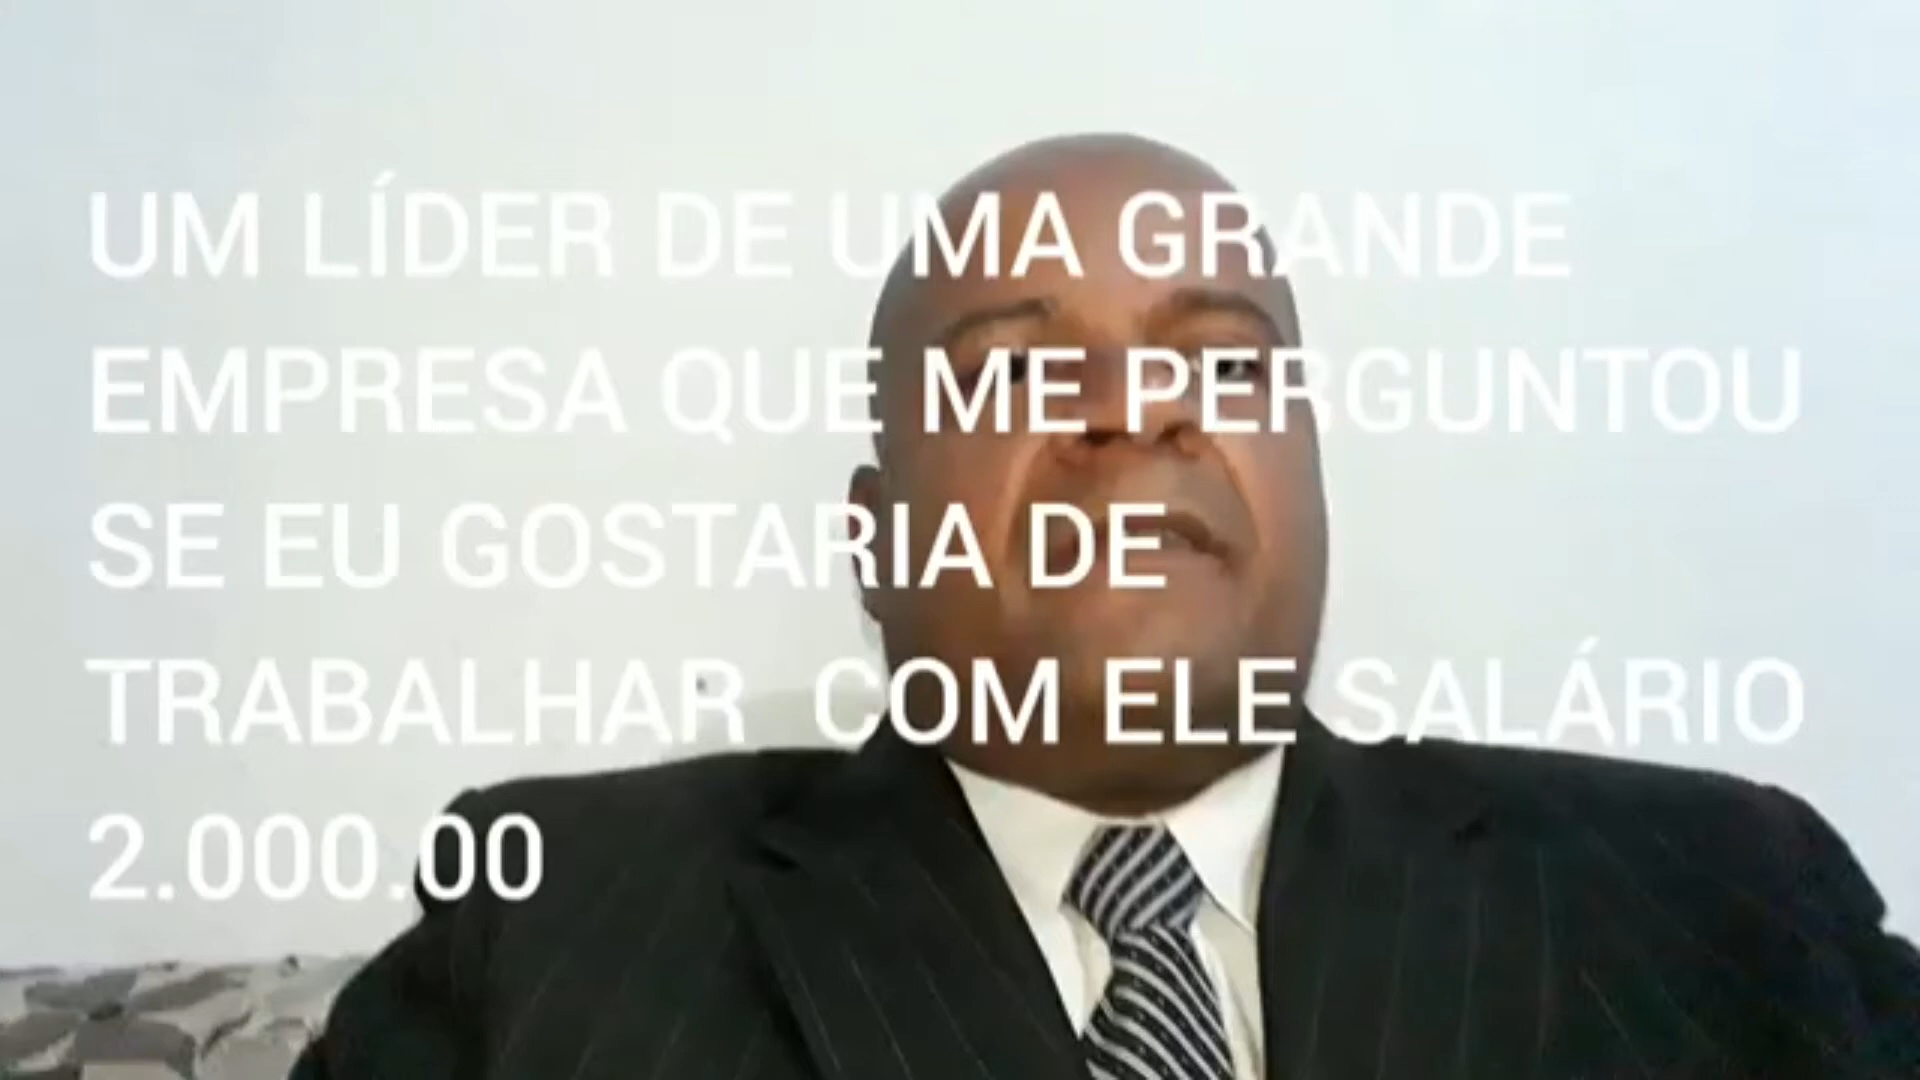 UM LÍDER DE UMA GRANDE
EMPRESA QUE ME PERGUNTOU
SE EU GOSTARIA DE
TRABALHAR  COM ELE SALÁRIO
2.000.00